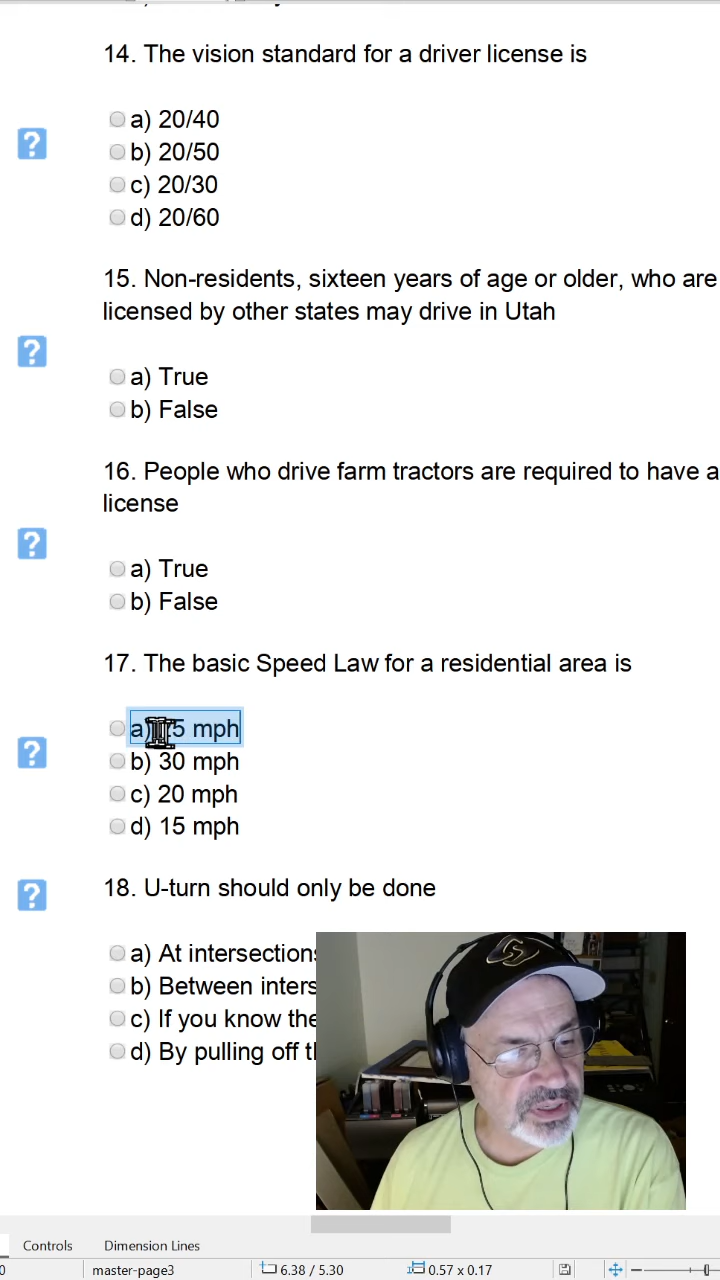 14. The vision standard for a driver license is
a) 20/40
b) 20/50
c) 20/30
d) 20/60
15. Non-residents, sixteen years of age or older, who are
licensed by other states may drive in Utah
a) True
b) False
16. People who drive farm tractors are required to have a
license
a) True
b) False
17. The basic Speed Law for a residential area is
a) 5 mph
b) 30 mph
c) 20 mph
d) 15 mph
18. U-turn should only be done
a) At intersections
b) Between
c) If you know the
d) By pulling off
Controls Dimension Lines
0 master-page3 6.38 / 5.30 0.57 x 0.17